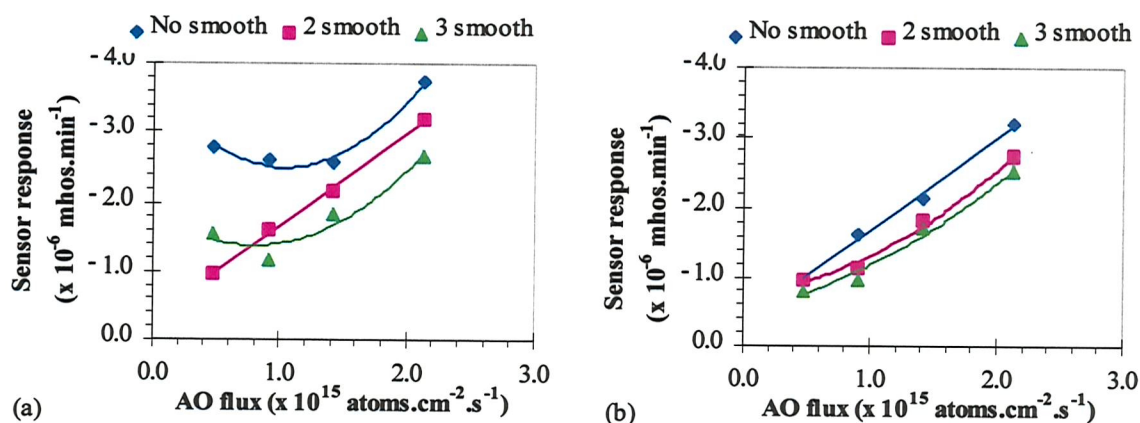 No smooth 2 smooth 3 smooth
-4.0
-3.0
-2.0
-1.0
0.0
0.0 1.0 2.0 3.0
Sensor response
(x 10⁻⁶ mhos.min⁻¹)
AO flux (x 10¹⁵ atoms.cm⁻².s⁻¹)
(a)
No smooth 2 smooth 3 smooth
-4.0
-3.0
-2.0
-1.0
0.0
0.0 1.0 2.0 3.0
Sensor response
(x 10⁻⁶ mhos.min⁻¹)
AO flux (x 10¹⁵ atoms.cm⁻².s⁻¹)
(b)